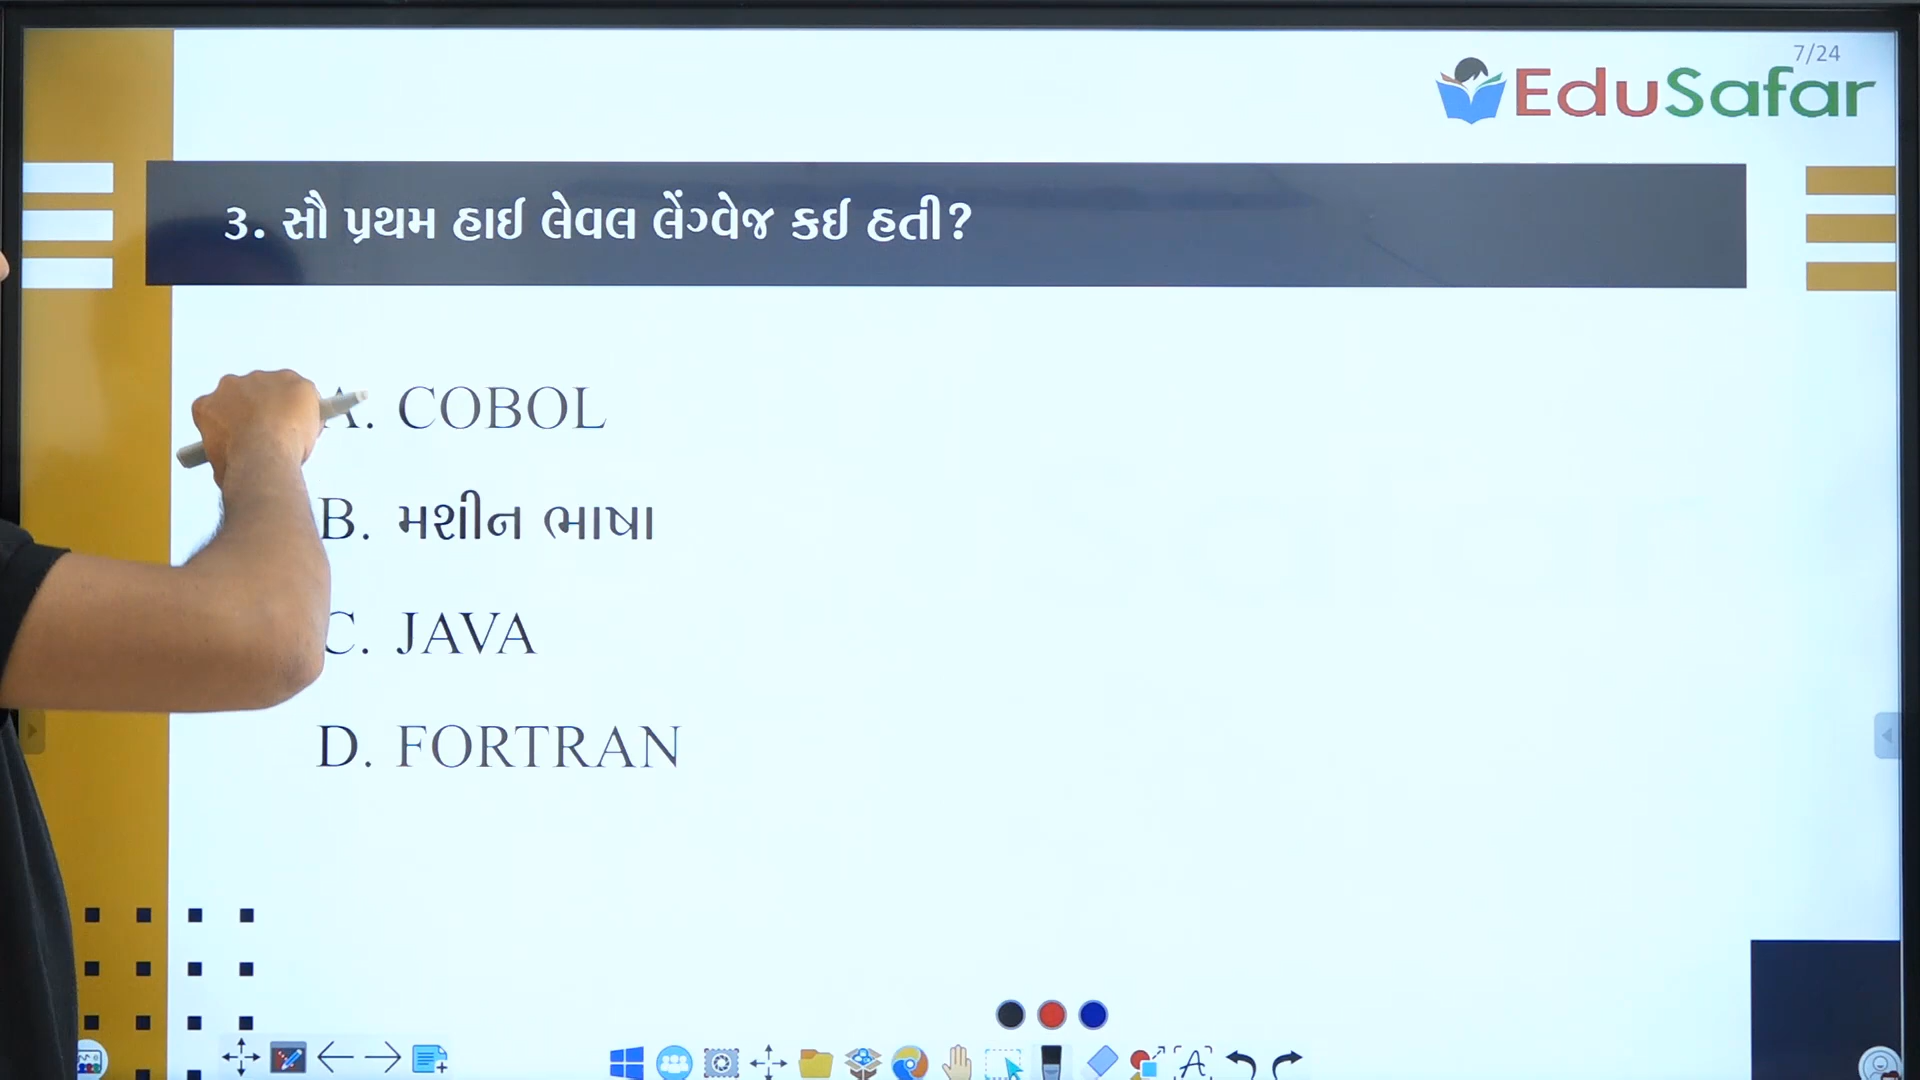 7/24
EduSafar
3. સૌ પ્રથમ હાઈ લેવલ લેંગ્વેજ કઈ હતી?
A. COBOL
B. મશીન ભાષા
C. JAVA
D. FORTRAN